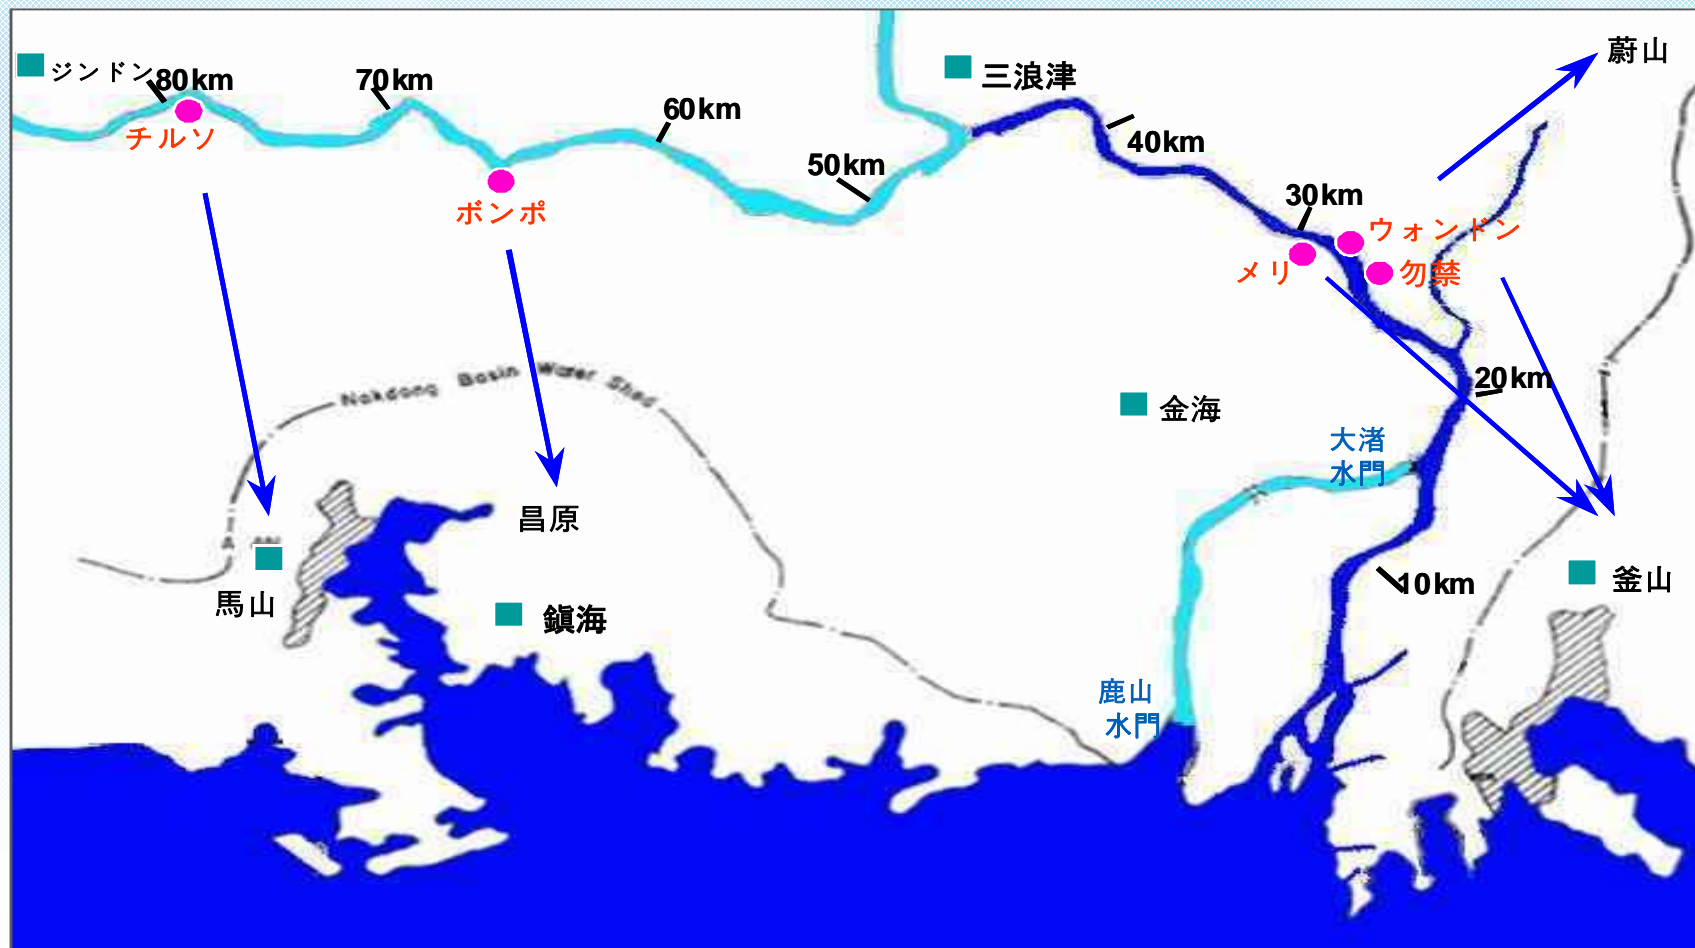 蔚山
ジンドン
80km
70km
三浪津
60km
40km
50km
チルソ
30km
ボンポ
ウォンドン
メリ
勿禁
20km
Nakdong Basin Water Shed
金海
大渚
水門
昌原
10km
釜山
馬山
鎭海
鹿山
水門